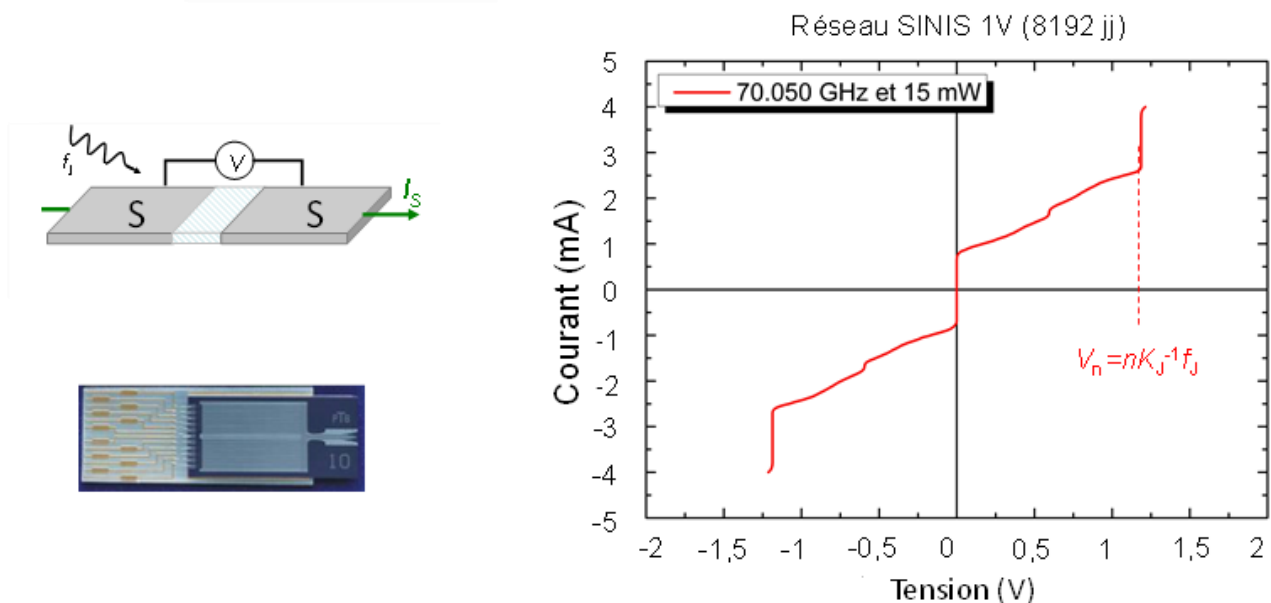 f_J
V
S
S
I_S
PTB
10
Réseau SINIS 1V (8192 jj)
70.050 GHz et 15 mW
Courant (mA)
5
4
3
2
1
0
-1
-2
-3
-4
-5
V_n=nK_J^-1 f_J
-2
-1,5
-1
-0,5
0
0,5
1
1,5
2
Tension (V)